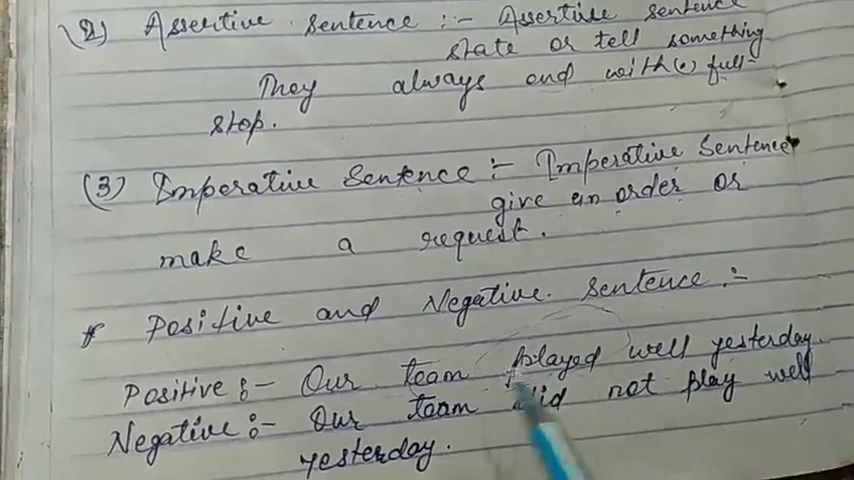 (2) Assertive sentence :- Assertive sentence
state or tell something
They always end with (.) full-
stop.
(3) Imperative Sentence :- Imperative Sentence
give an order or
make a request.
* Positive and Negative sentence :-
Positive :- Our team played well yesterday.
Negative :- Our team did not play well
yesterday.